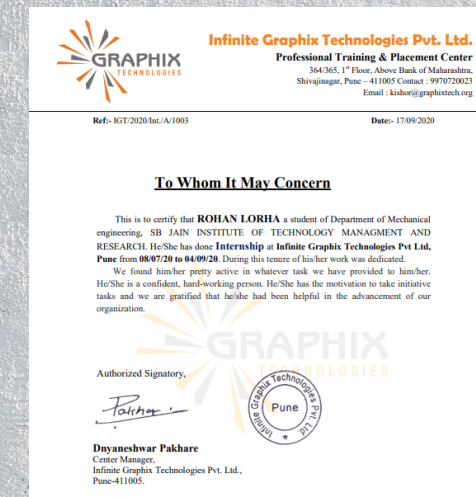 GRAPHIX
TECHNOLOGIES
Infinite Graphix Technologies Pvt. Ltd.
Professional Training & Placement Center
364/365, 1st Floor, Above Bank of Maharashtra,
Shivajinagar, Pune – 411005 Contact : 9970720023
Email : kishor@graphixtech.org
Ref:- IGT/2020/Int./A/1003
Date:- 17/09/2020
To Whom It May Concern
This is to certify that ROHAN LORHA a student of Department of Mechanical
engineering, SB JAIN INSTITUTE OF TECHNOLOGY MANAGMENT AND
RESEARCH. He/She has done Internship at Infinite Graphix Technologies Pvt Ltd,
Pune from 08/07/20 to 04/09/20. During this tenure of his/her work was dedicated.
We found him/her pretty active in whatever task we have provided to him/her.
He/She is a confident, hard-working person. He/She has the motivation to take initiative
tasks and we are gratified that he/she had been helpful in the advancement of our
organization.
GRAPHIX
TECHNOLOGIES
Authorized Signatory,
Pakhare
Infinite Graphix Technologies Pvt. Ltd.
Pune
Dnyaneshwar Pakhare
Center Manager,
Infinite Graphix Technologies Pvt. Ltd.,
Pune-411005.